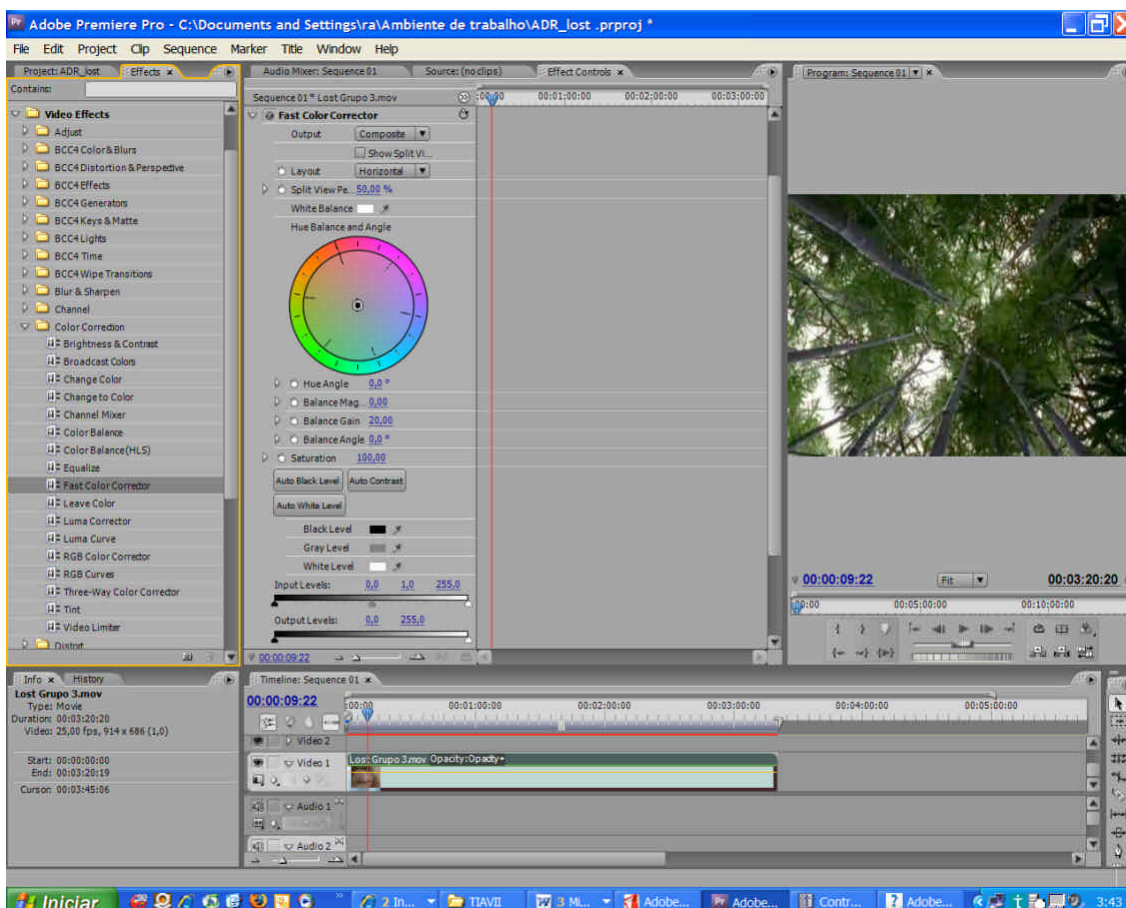 Adobe Premiere Pro - C:\Documents and Settings\ra\Ambiente de trabalho\ADR_lost .prproj *
File Edit Project Clip Sequence Marker Title Window Help
Project: ADR_lost Effects x
Contains:
Video Effects
Adjust
BCC4 Color & Blurs
BCC4 Distortion & Perspective
BCC4 Effects
BCC4 Generators
BCC4 Keys & Matte
BCC4 Lights
BCC4 Time
BCC4 Wipe Transitions
Blur & Sharpen
Channel
Color Correction
Brightness & Contrast
Broadcast Colors
Change Color
Change to Color
Channel Mixer
Color Balance
Color Balance (HLS)
Equalize
Fast Color Corrector
Leave Color
Luma Corrector
Luma Curve
RGB Color Corrector
RGB Curves
Three-Way Color Corrector
Tint
Video Limiter
Distort
Audio Mixer: Sequence 01 Source: (no clips) Effect Controls x
Sequence 01 * Lost Grupo 3.mov
00:01:00:00 00:02:00:00 00:03:00:00
Fast Color Corrector
Output Composite
Show Split Vi...
Layout Horizontal
Split View Pe... 50,00 %
White Balance
Hue Balance and Angle
Hue Angle 0,0 °
Balance Mag... 0,00
Balance Gain 20,00
Balance Angle 0,0 °
Saturation 100,00
Auto Black Level Auto Contrast
Auto White Level
Black Level
Gray Level
White Level
Input Levels: 0,0 1,0 255,0
Output Levels: 0,0 255,0
00:00:09:22
Program: Sequence 01 x
00:00:09:22 Fit 00:03:20:20
00:00 00:05:00:00 00:10:00:00
Info x History
Lost Grupo 3.mov
Type: Movie
Duration: 00:03:20:20
Video: 25,00 fps, 914 x 686 (1,0)
Start: 00:00:00:00
End: 00:03:20:19
Cursor: 00:03:45:06
Timeline: Sequence 01 x
00:00:09:22
:00:00 00:01:00:00 00:02:00:00 00:03:00:00 00:04:00:00 00:05:00:00
Video 2
Video 1
Lost Grupo 3.mov Opacity:Opacity
Audio 1
Audio 2
Iniciar 2 In... TIAVII 3 Mi... Adobe... Adobe... Contr... Adobe... 3:43